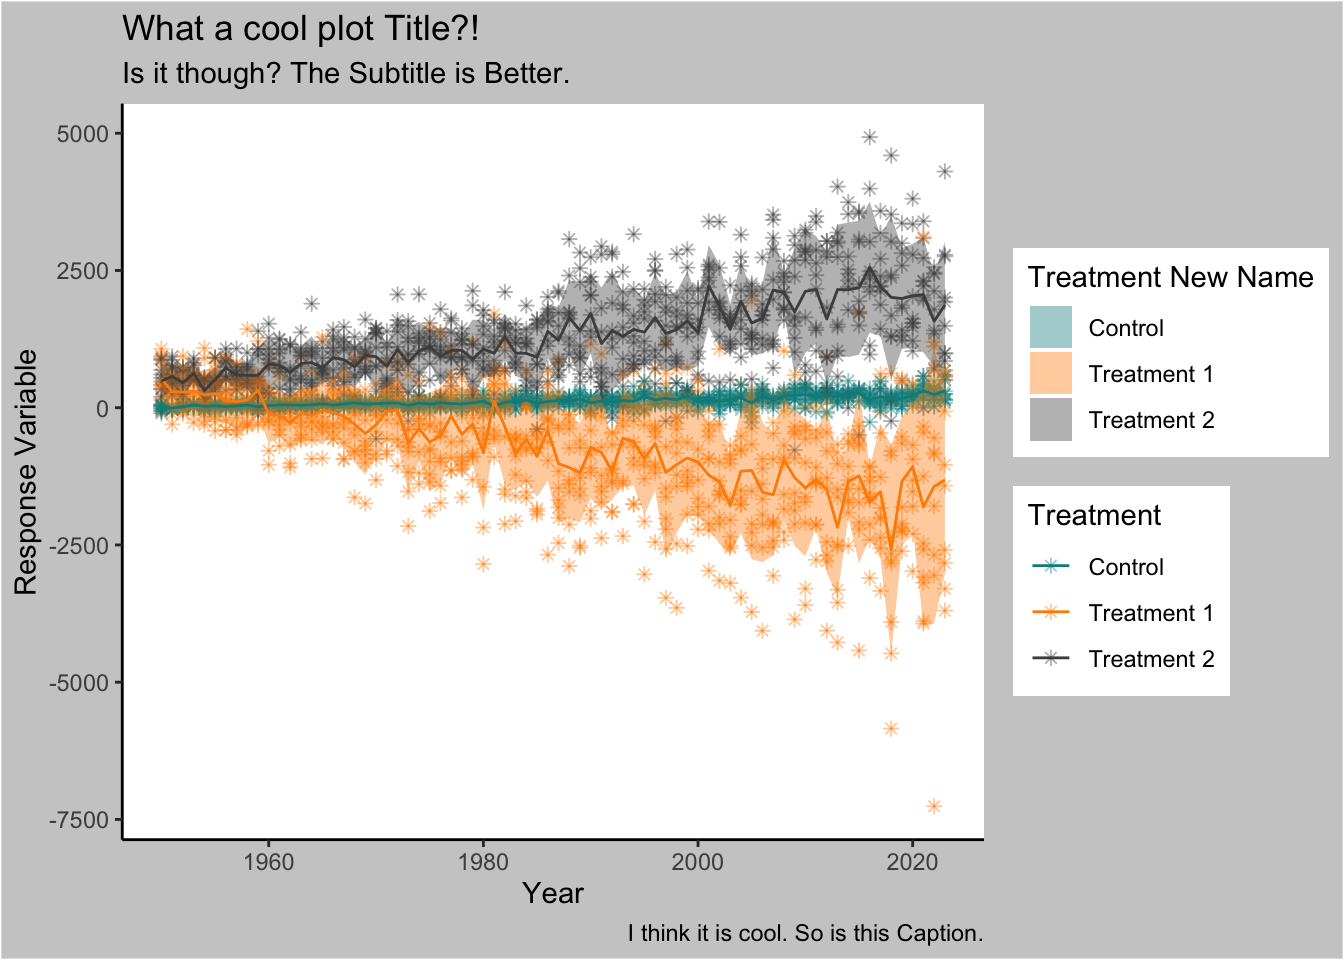 What a cool plot Title?!
Is it though? The Subtitle is Better.
5000
2500
0
-2500
-5000
-7500
Response Variable
1960
1980
2000
2020
Year
I think it is cool. So is this Caption.
Treatment New Name
Control
Treatment 1
Treatment 2
Treatment
Control
Treatment 1
Treatment 2